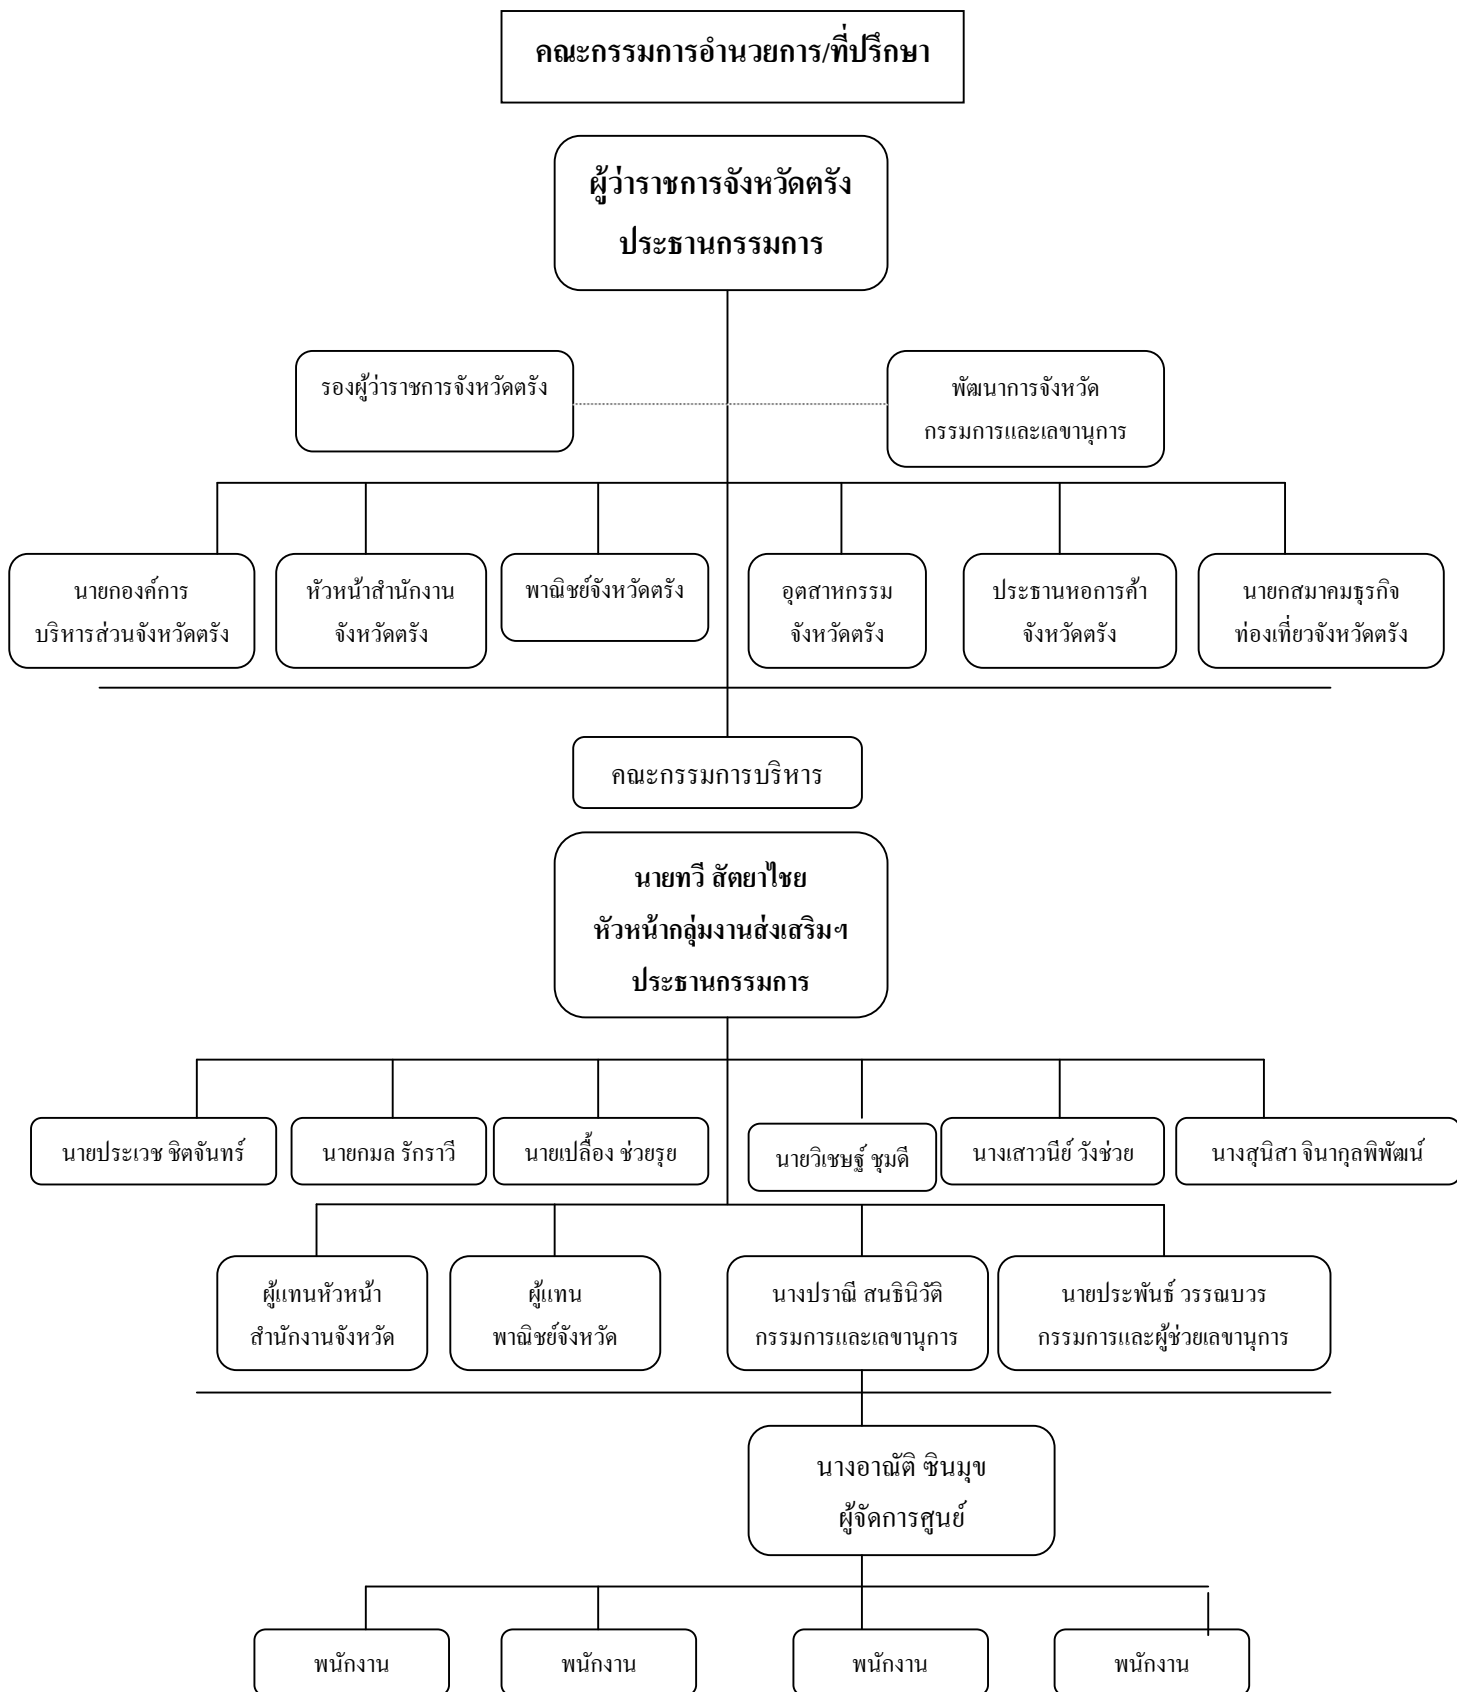 คณะกรรมการอำนวยการ/ที่ปรึกษา
ผู้ว่าราชการจังหวัดตรัง
ประธานกรรมการ
รองผู้ว่าราชการจังหวัดตรัง
พัฒนาการจังหวัด
กรรมการและเลขานุการ
นายกองค์การ
บริหารส่วนจังหวัดตรัง
หัวหน้าสำนักงาน
จังหวัดตรัง
พาณิชย์จังหวัดตรัง
อุตสาหกรรม
จังหวัดตรัง
ประธานหอการค้า
จังหวัดตรัง
นายกสมาคมธุรกิจ
ท่องเที่ยวจังหวัดตรัง
คณะกรรมการบริหาร
นายทวี สัตยาไชย
หัวหน้ากลุ่มงานส่งเสริมฯ
ประธานกรรมการ
นายประเวช ชิตจันทร์
นายกมล รักราวี
นายเปลื้อง ช่วยรุย
นายวิเชษฐ์ ชุมดี
นางเสาวนีย์ วังช่วย
นางสุนิสา จินากุลพิพัฒน์
ผู้แทนหัวหน้า
สำนักงานจังหวัด
ผู้แทน
พาณิชย์จังหวัด
นางปราณี สนธินิวัติ
กรรมการและเลขานุการ
นายประพันธ์ วรรณบวร
กรรมการและผู้ช่วยเลขานุการ
นางอาณัติ ซินมุข
ผู้จัดการศูนย์
พนักงาน
พนักงาน
พนักงาน
พนักงาน